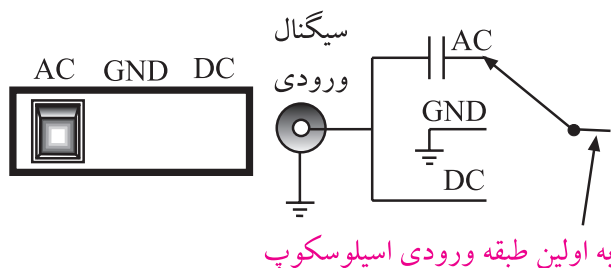 AC GND DC
سیگنال
ورودی
AC
GND
DC
به اولین طبقه ورودی اسیلوسکوپ